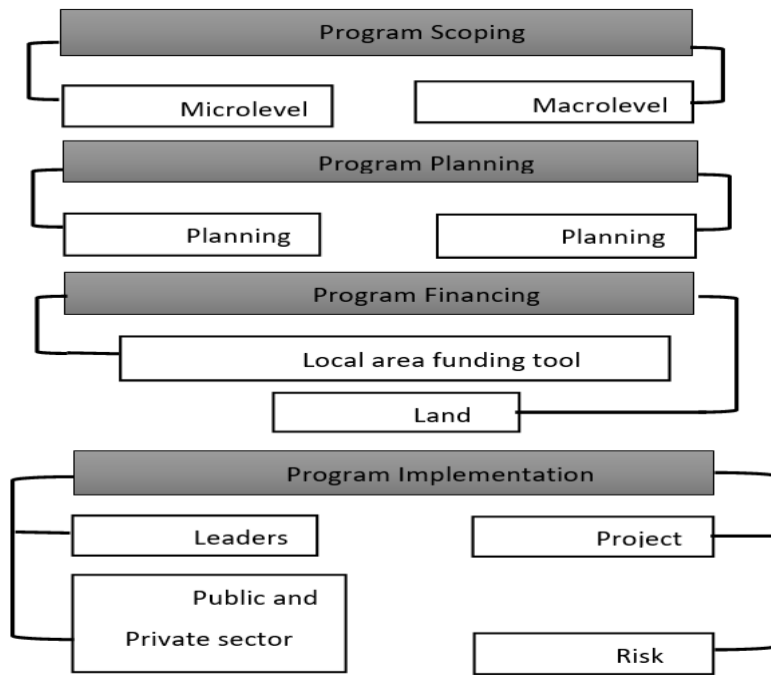 Program Scoping
Microlevel
Macrolevel
Program Planning
Planning
Planning
Program Financing
Local area funding tool
Land
Program Implementation
Leaders
Project
Public and
Private sector
Risk